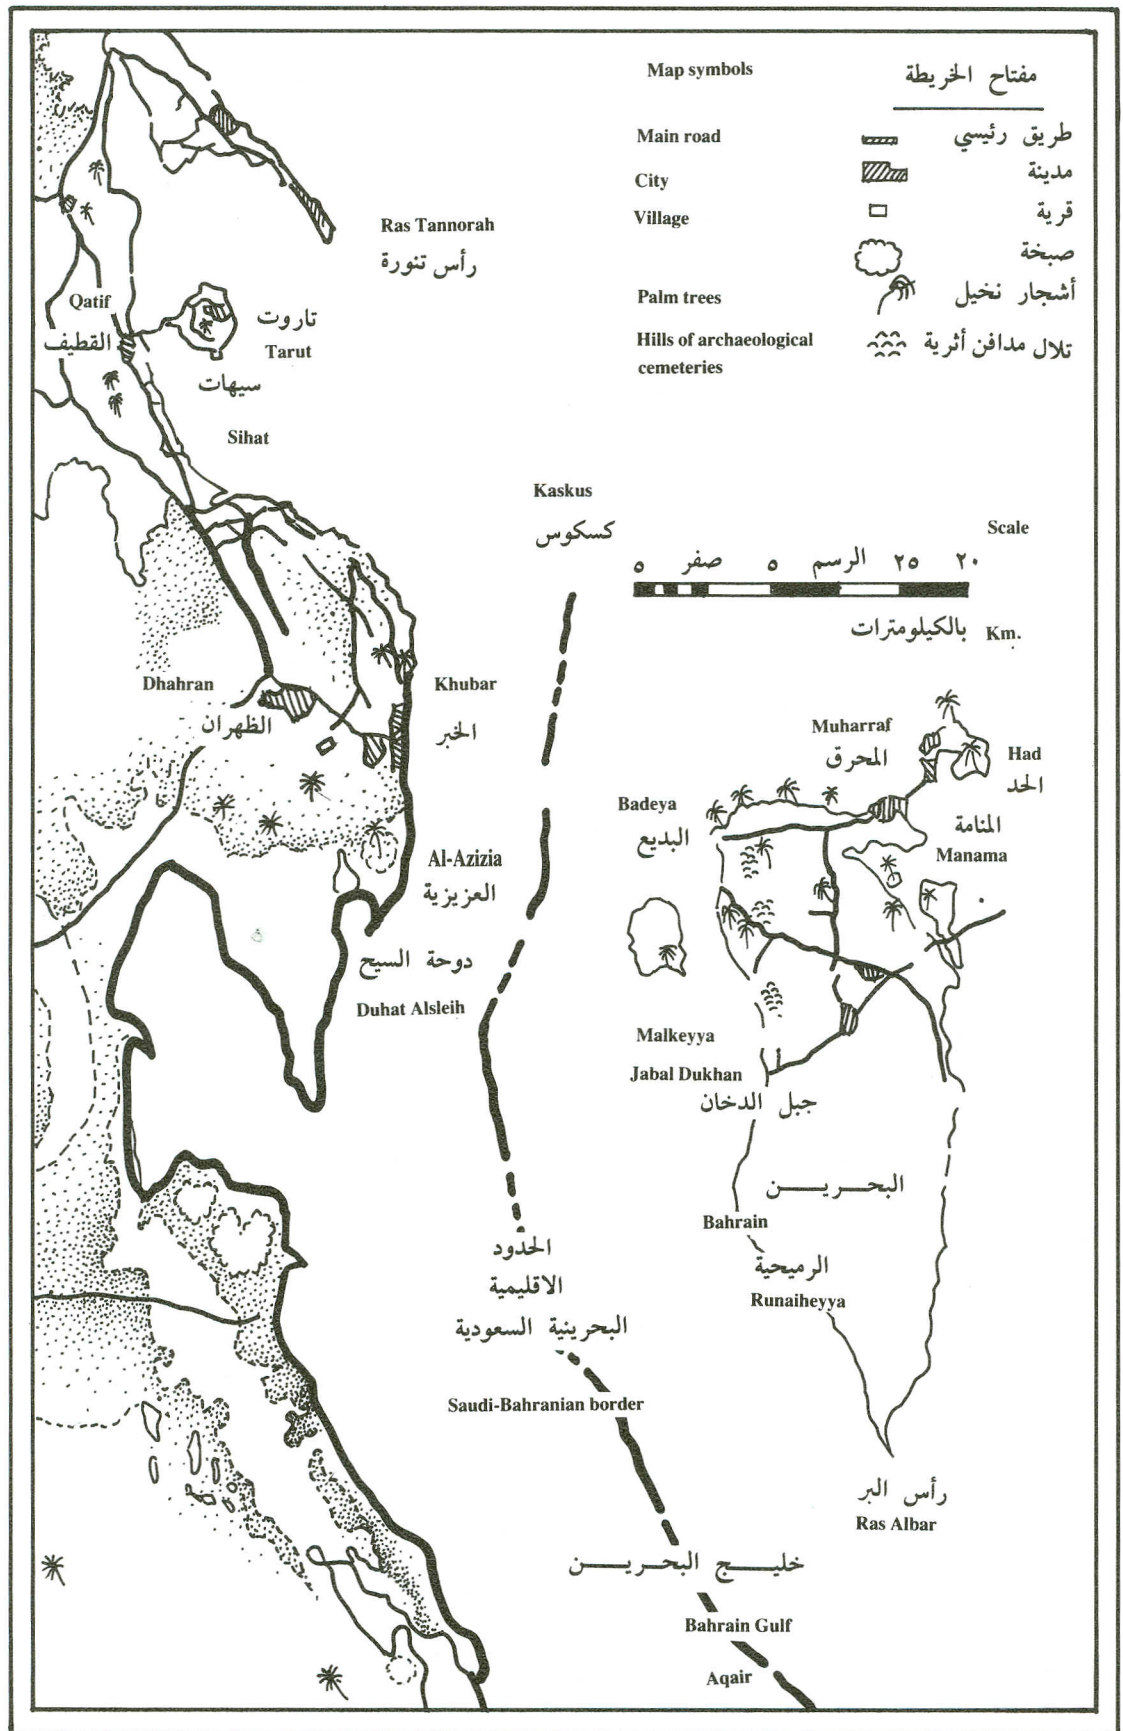 Map symbols
مفتاح الخريطة
Main road
طريق رئيسي
City
مدينة
Village
قرية
صبخة
Palm trees
أشجار نخيل
Hills of archaeological
cemeteries
تلال مدافن أثرية
Ras Tannorah
رأس تنورة
Qatif
القطيف
تاروت
Tarut
سيهات
Sihat
Kaskus
كسكوس
Scale
٥ صفر ٥ الرسم ٢٥ ٢٠
بالكيلومترات Km.
Dhahran
الظهران
Khubar
الخبر
Muharraf
المحرق
Had
الحد
Badeya
البديع
المنامة
Manama
Al-Azizia
العزيزية
دوحة السيح
Duhat Alsleih
Malkeyya
Jabal Dukhan
جبل الدخان
البحريــن
Bahrain
الرميحية
Runaiheyya
الحدود
الاقليمية
البحرينية السعودية
Saudi-Bahranian border
رأس البر
Ras Albar
خليــج البحريــن
Bahrain Gulf
Aqair